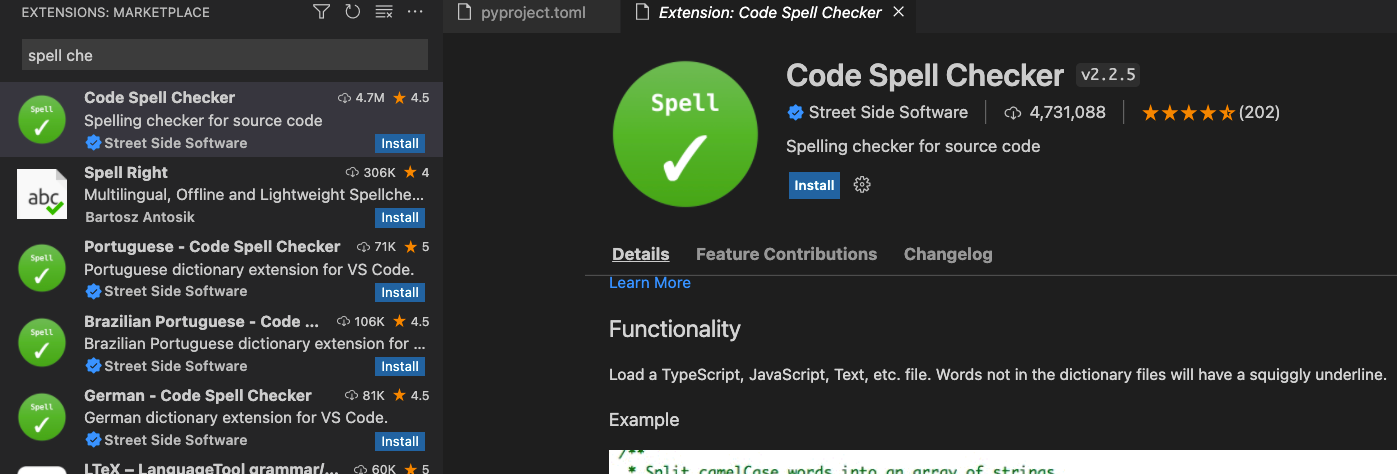 EXTENSIONS: MARKETPLACE
spell che
Spell
Code Spell Checker 4.7M 4.5
Spelling checker for source code
Street Side Software Install
abc
Spell Right 306K 4
Multilingual, Offline and Lightweight Spellche...
Bartosz Antosik Install
Spell
Portuguese - Code Spell Checker 71K 5
Portuguese dictionary extension for VS Code.
Street Side Software Install
Spell
Brazilian Portuguese - Code ... 106K 4.5
Brazilian Portuguese dictionary extension for ...
Street Side Software Install
Spell
German - Code Spell Checker 81K 4.5
German dictionary extension for VS Code.
Street Side Software Install
LTeX – LanguageTool grammar/... 60K 5
pyproject.toml
Extension: Code Spell Checker
Spell
Code Spell Checker v2.2.5
Street Side Software 4,731,088 (202)
Spelling checker for source code
Install
Details Feature Contributions Changelog
Learn More
Functionality
Load a TypeScript, JavaScript, Text, etc. file. Words not in the dictionary files will have a squiggly underline.
Example
/**
* Split camelCase words into an array of strings